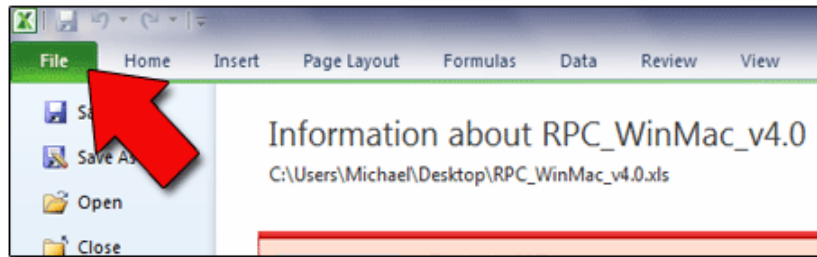 File Home Insert Page Layout Formulas Data Review View
Save As
Open
Close
Information about RPC_WinMac_v4.0
C:\Users\Michael\Desktop\RPC_WinMac_v4.0.xls